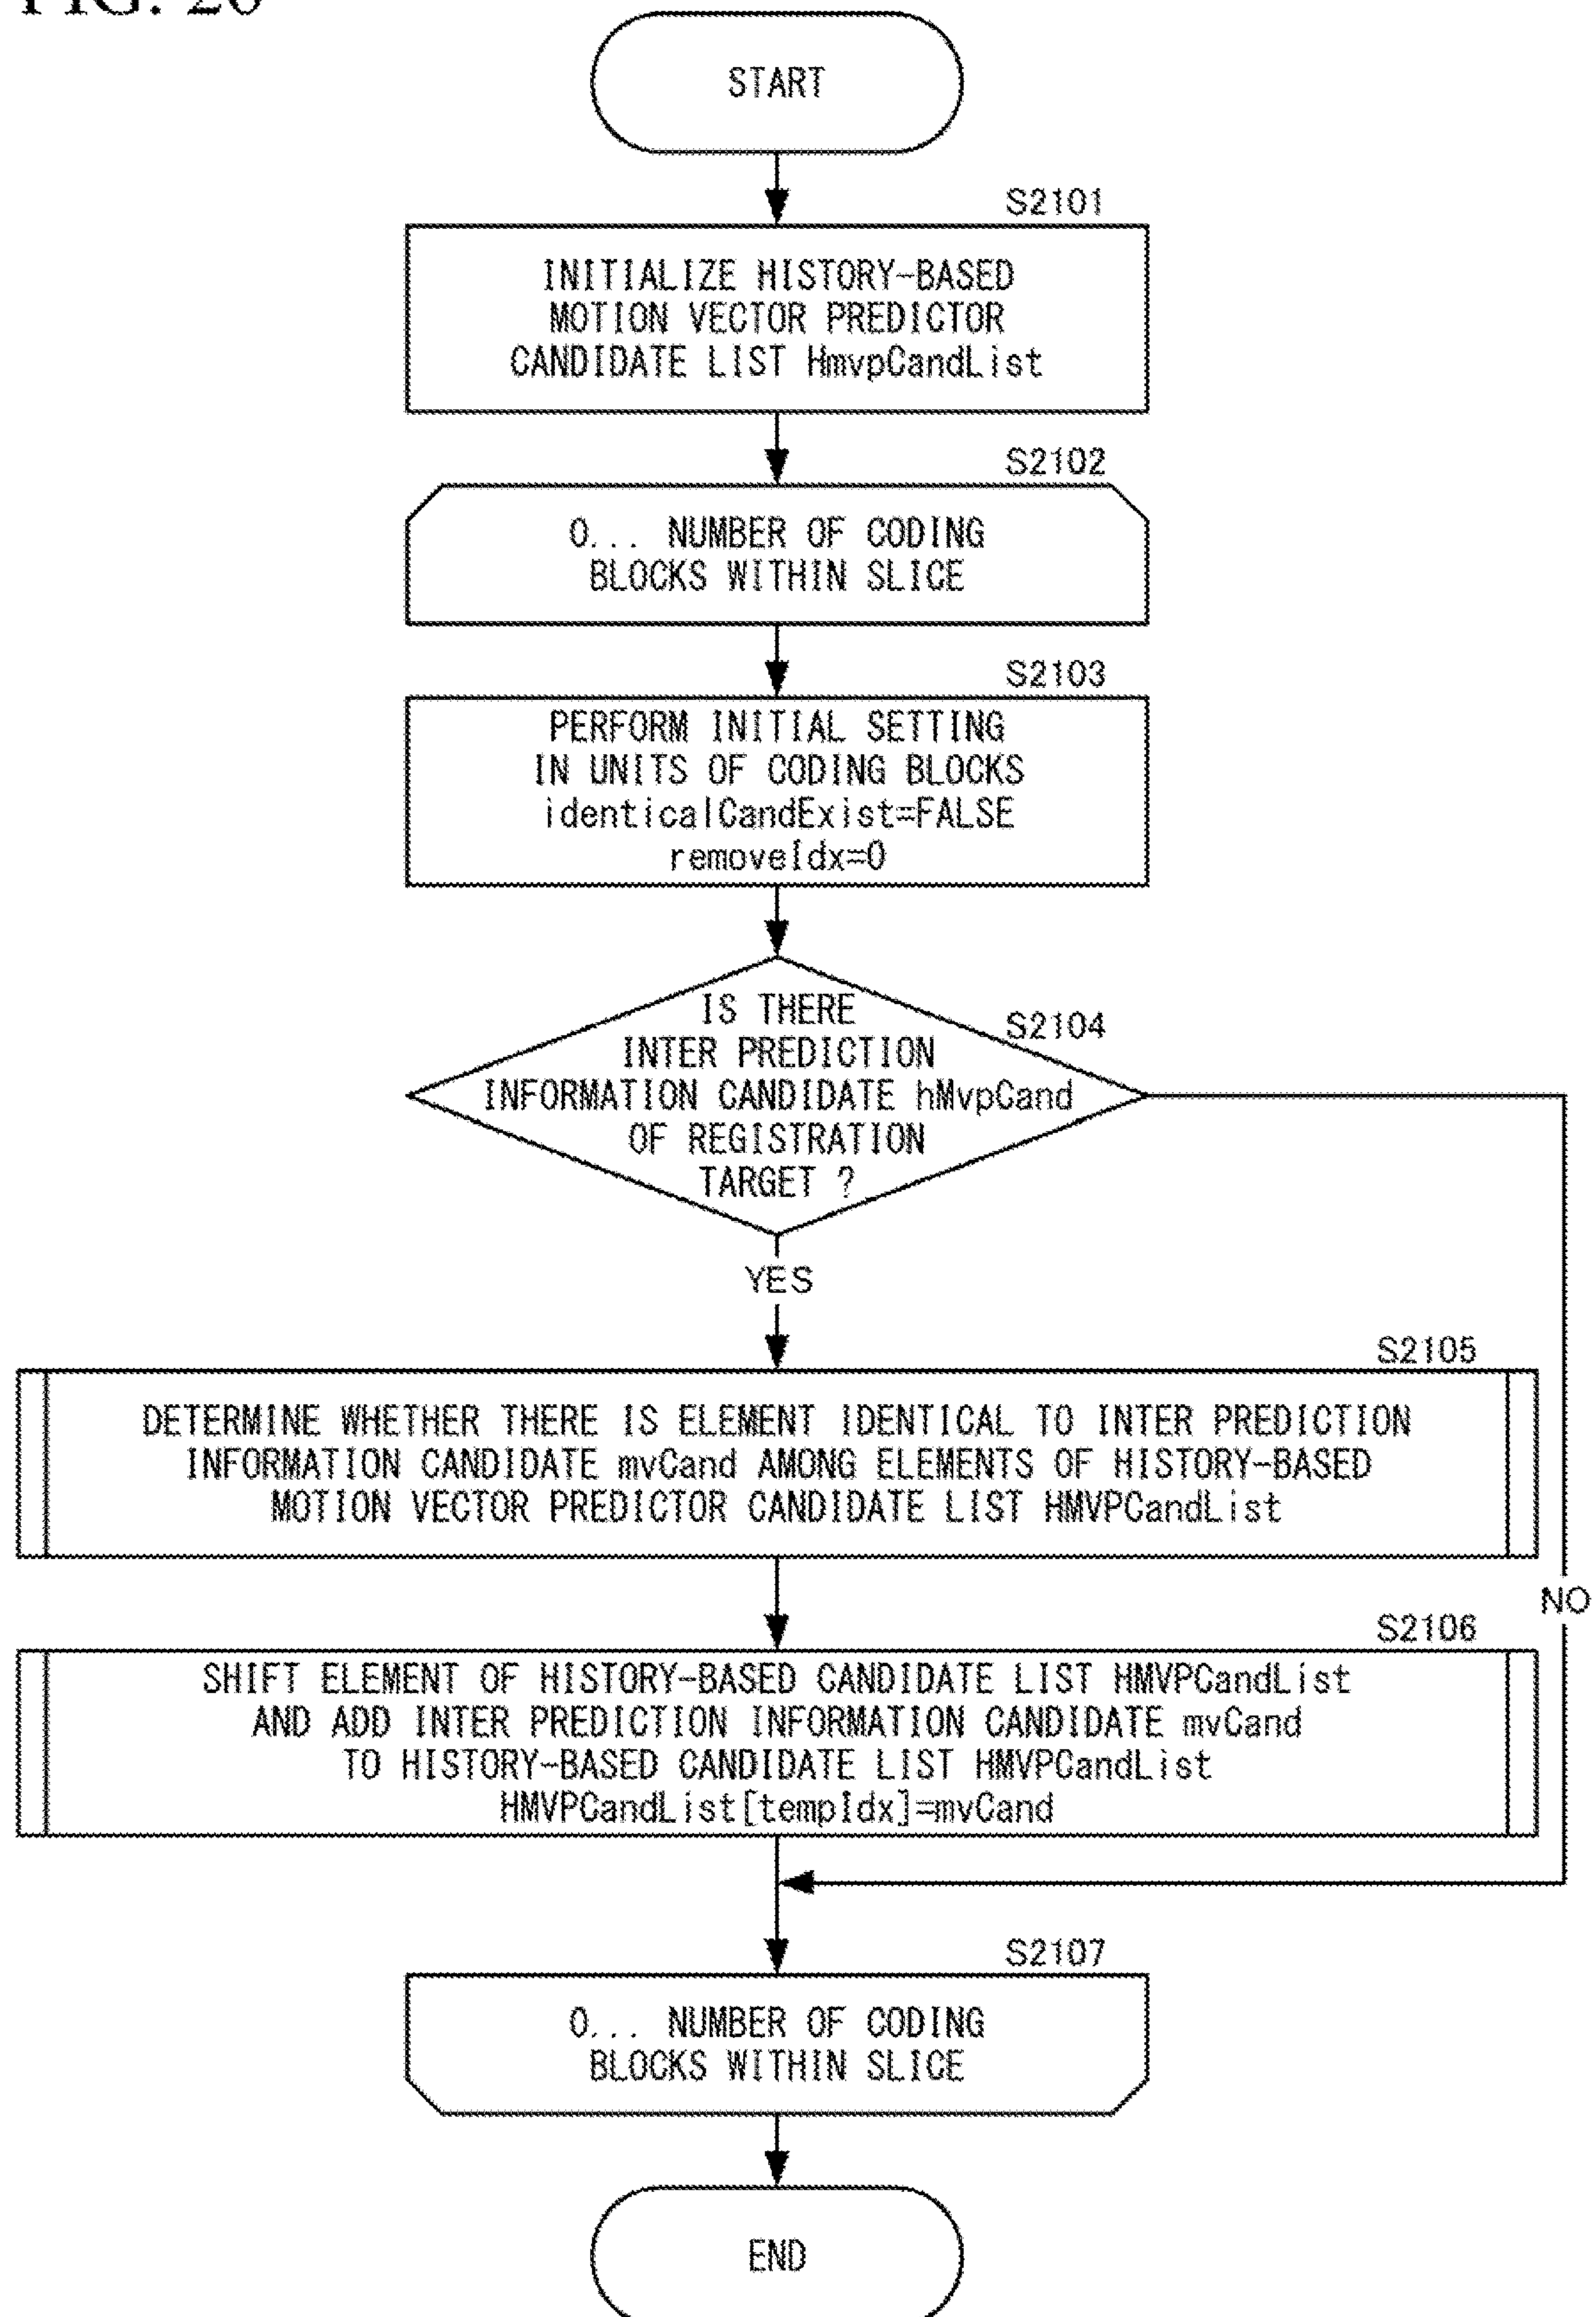 FIG. 26
START
S2101
INITIALIZE HISTORY-BASED
MOTION VECTOR PREDICTOR
CANDIDATE LIST HmvpCandList
S2102
0... NUMBER OF CODING
BLOCKS WITHIN SLICE
S2103
PERFORM INITIAL SETTING
IN UNITS OF CODING BLOCKS
identicalCandExist=FALSE
removeIdx=0
S2104
IS THERE
INTER PREDICTION
INFORMATION CANDIDATE hMvpCand
OF REGISTRATION
TARGET ?
YES
S2105
DETERMINE WHETHER THERE IS ELEMENT IDENTICAL TO INTER PREDICTION
INFORMATION CANDIDATE mvCand AMONG ELEMENTS OF HISTORY-BASED
MOTION VECTOR PREDICTOR CANDIDATE LIST HMVPCandList
NO
S2106
SHIFT ELEMENT OF HISTORY-BASED CANDIDATE LIST HMVPCandList
AND ADD INTER PREDICTION INFORMATION CANDIDATE mvCand
TO HISTORY-BASED CANDIDATE LIST HMVPCandList
HMVPCandList[tempIdx]=mvCand
S2107
0... NUMBER OF CODING
BLOCKS WITHIN SLICE
END